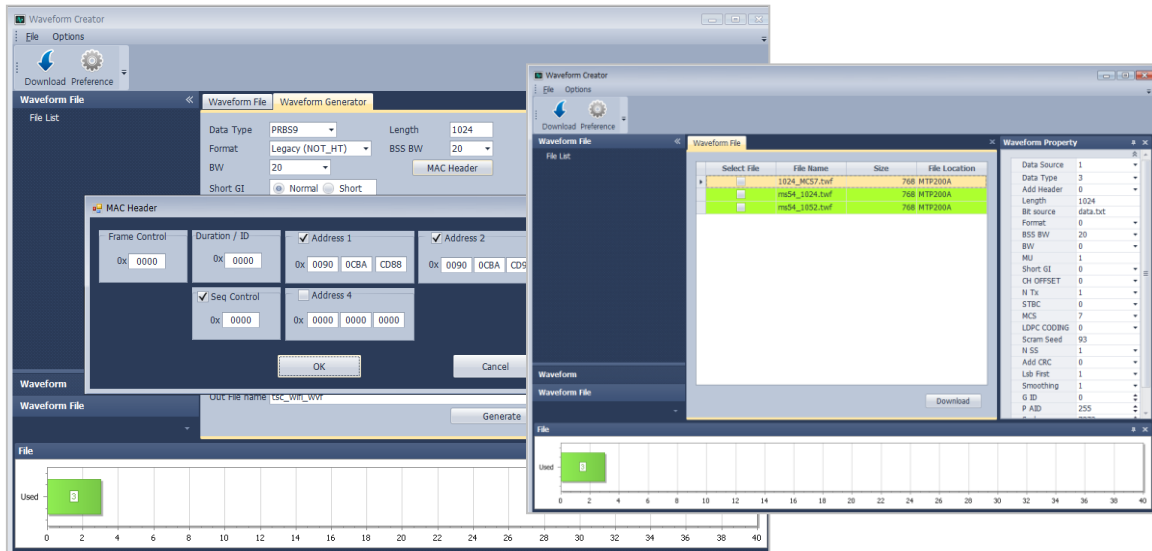 Waveform Creator
File Options
Download Preference
Waveform File
File List
Waveform File Waveform Generator
Data Type PRBS9 Length 1024
Format Legacy (NOT_HT) BSS BW 20
BW 20 MAC Header
Short GI Normal Short
MAC Header
Frame Control Duration / ID Address 1 Address 2
0x 0000 0x 0000 0x 0090 0CBA CD88 0x 0090 0CBA
Seq Control Address 4
0x 0000 0x 0000 0000 0000
OK Cancel
Waveform
Out File name tsc_wifi_wvf
Waveform File
Generate
File
Used 3
0 2 4 6 8 10 12 14 16 18 20 22 24 26 28 30 32 34 36 38 40
Waveform Creator
File Options
Download Preference
Waveform File
File List
Waveform File
Select File File Name Size File Location
1024_MCS7.twf 768 MTP200A
ms54_1024.twf 768 MTP200A
ms54_1052.twf 768 MTP200A
Download
Waveform Property
Data Source 1
Data Type 3
Add Header 0
Length 1024
Bit source data.txt
Format 0
BSS BW 20
BW 0
MU 1
Short GI 0
CH OFFSET 0
N Tx 1
STBC 0
MCS 7
LDPC CODING 0
Scram Seed 93
N SS 1
Add CRC 0
Lsb First 1
Smoothing 1
G ID 0
P AID 255
Waveform
Waveform File
File
Used 3
0 2 4 6 8 10 12 14 16 18 20 22 24 26 28 30 32 34 36 38 40